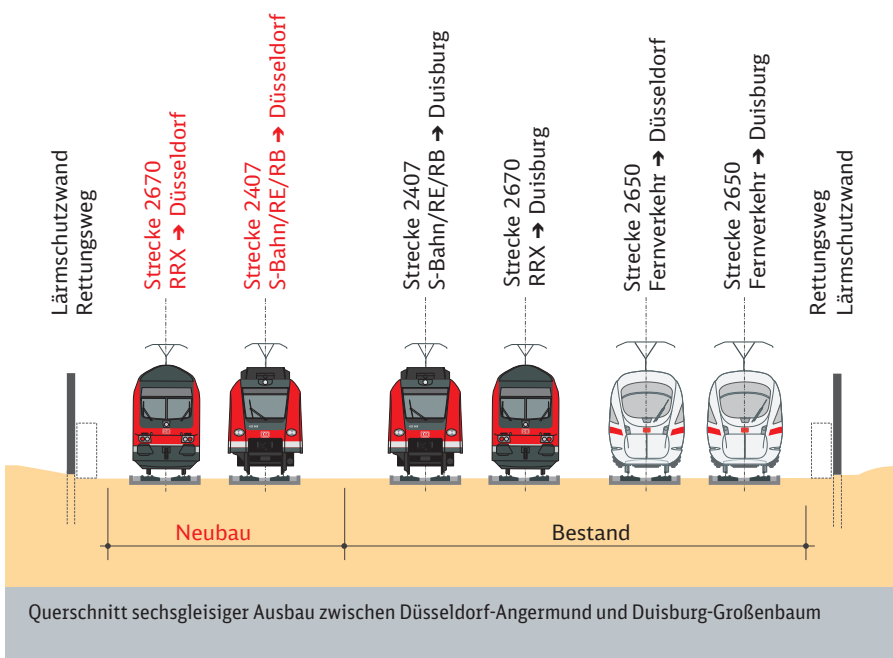 Lärmschutzwand
Rettungsweg
Strecke 2670
RRX → Düsseldorf
Strecke 2407
S-Bahn/RE/RB → Düsseldorf
Strecke 2407
S-Bahn/RE/RB → Duisburg
Strecke 2670
RRX → Duisburg
Strecke 2650
Fernverkehr → Düsseldorf
Strecke 2650
Fernverkehr → Duisburg
Rettungsweg
Lärmschutzwand
Neubau
Bestand
Querschnitt sechsgleisiger Ausbau zwischen Düsseldorf-Angermund und Duisburg-Großenbaum